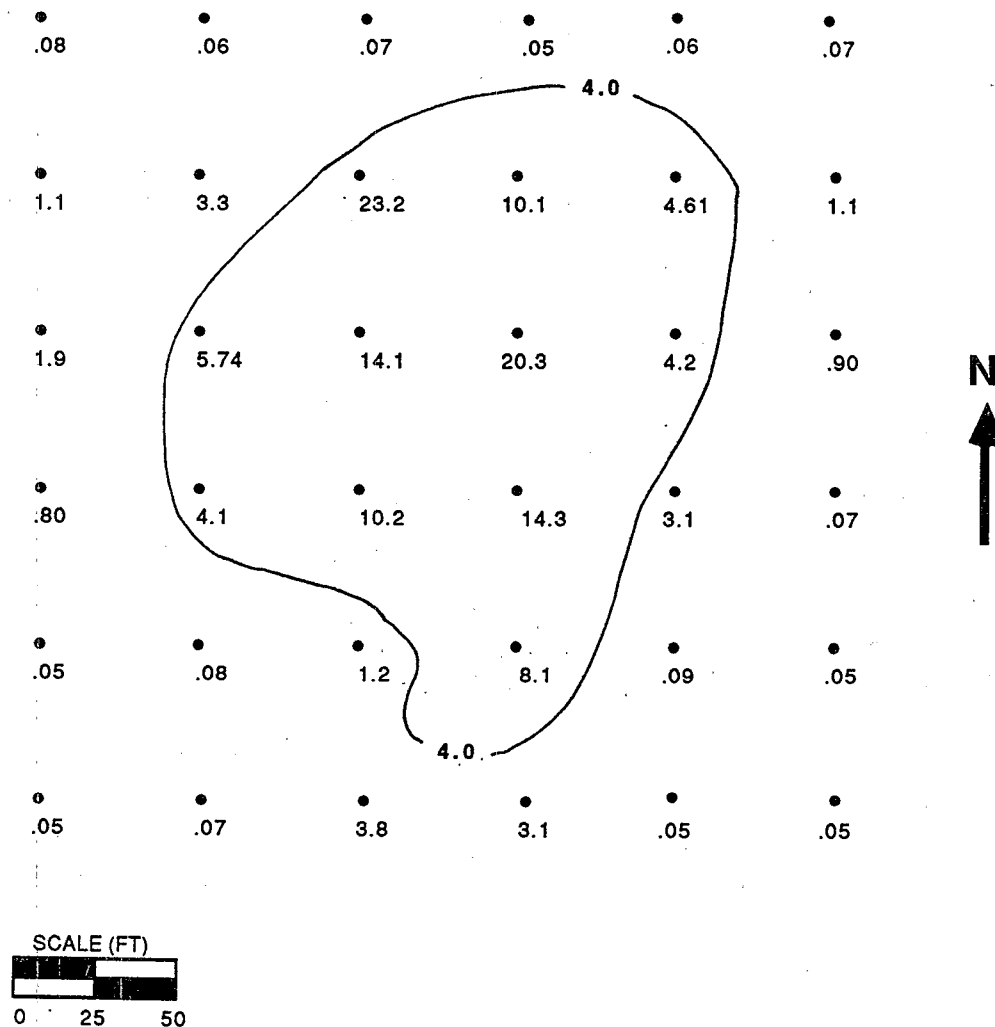 .08 .06 .07 .05 .06 .07
4.0
1.1 3.3 23.2 10.1 4.61 1.1
1.9 5.74 14.1 20.3 4.2 .90
N
.80 4.1 10.2 14.3 3.1 .07
.05 .08 1.2 8.1 .09 .05
4.0
.05 .07 3.8 3.1 .05 .05
SCALE (FT)
0 25 50